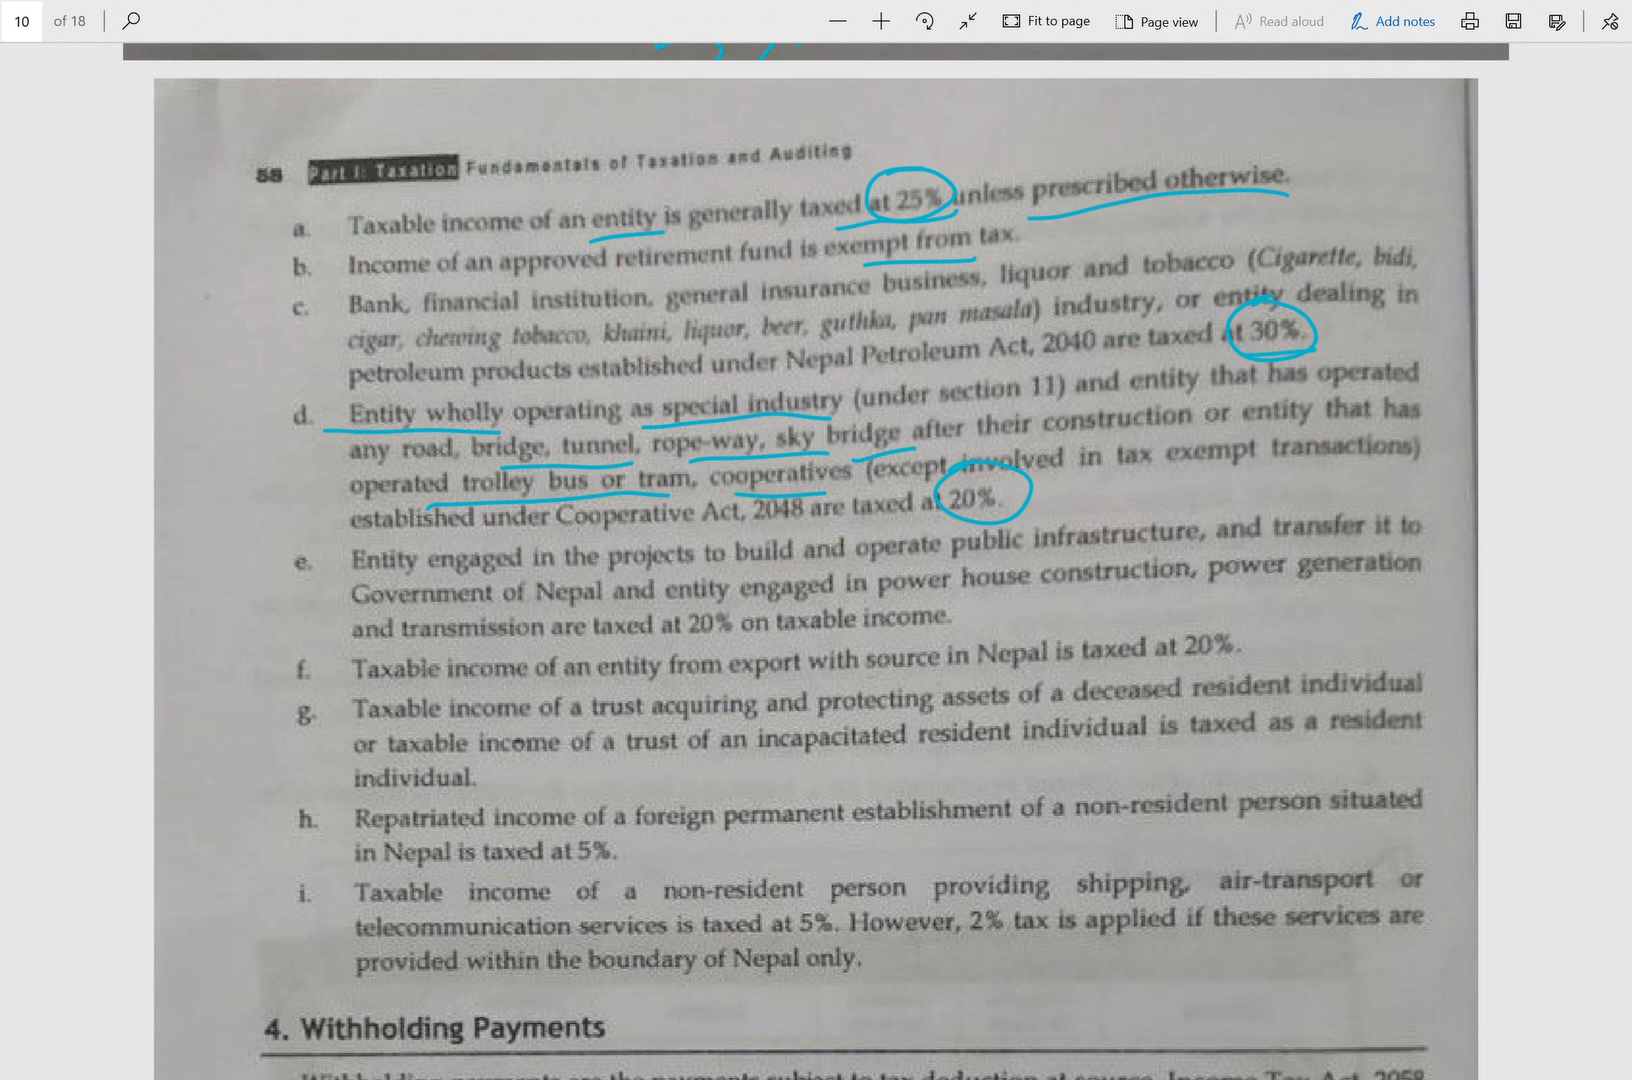 10 of 18 Fit to page Page view Read aloud Add notes
58 Part I: Taxation Fundamentals of Taxation and Auditing
a. Taxable income of an entity is generally taxed at 25% unless prescribed otherwise.
b. Income of an approved retirement fund is exempt from tax.
c. Bank, financial institution, general insurance business, liquor and tobacco (Cigarette, bidi,
cigar, chewing tobacco, khaini, liquor, beer, guthka, pan masala) industry, or entity dealing in
petroleum products established under Nepal Petroleum Act, 2040 are taxed at 30%.
d. Entity wholly operating as special industry (under section 11) and entity that has operated
any road, bridge, tunnel, rope-way, sky bridge after their construction or entity that has
operated trolley bus or tram, cooperatives (except involved in tax exempt transactions)
established under Cooperative Act, 2048 are taxed at 20%.
e. Entity engaged in the projects to build and operate public infrastructure, and transfer it to
Government of Nepal and entity engaged in power house construction, power generation
and transmission are taxed at 20% on taxable income.
f. Taxable income of an entity from export with source in Nepal is taxed at 20%.
g. Taxable income of a trust acquiring and protecting assets of a deceased resident individual
or taxable income of a trust of an incapacitated resident individual is taxed as a resident
individual.
h. Repatriated income of a foreign permanent establishment of a non-resident person situated
in Nepal is taxed at 5%.
i. Taxable income of a non-resident person providing shipping, air-transport or
telecommunication services is taxed at 5%. However, 2% tax is applied if these services are
provided within the boundary of Nepal only.
4. Withholding Payments